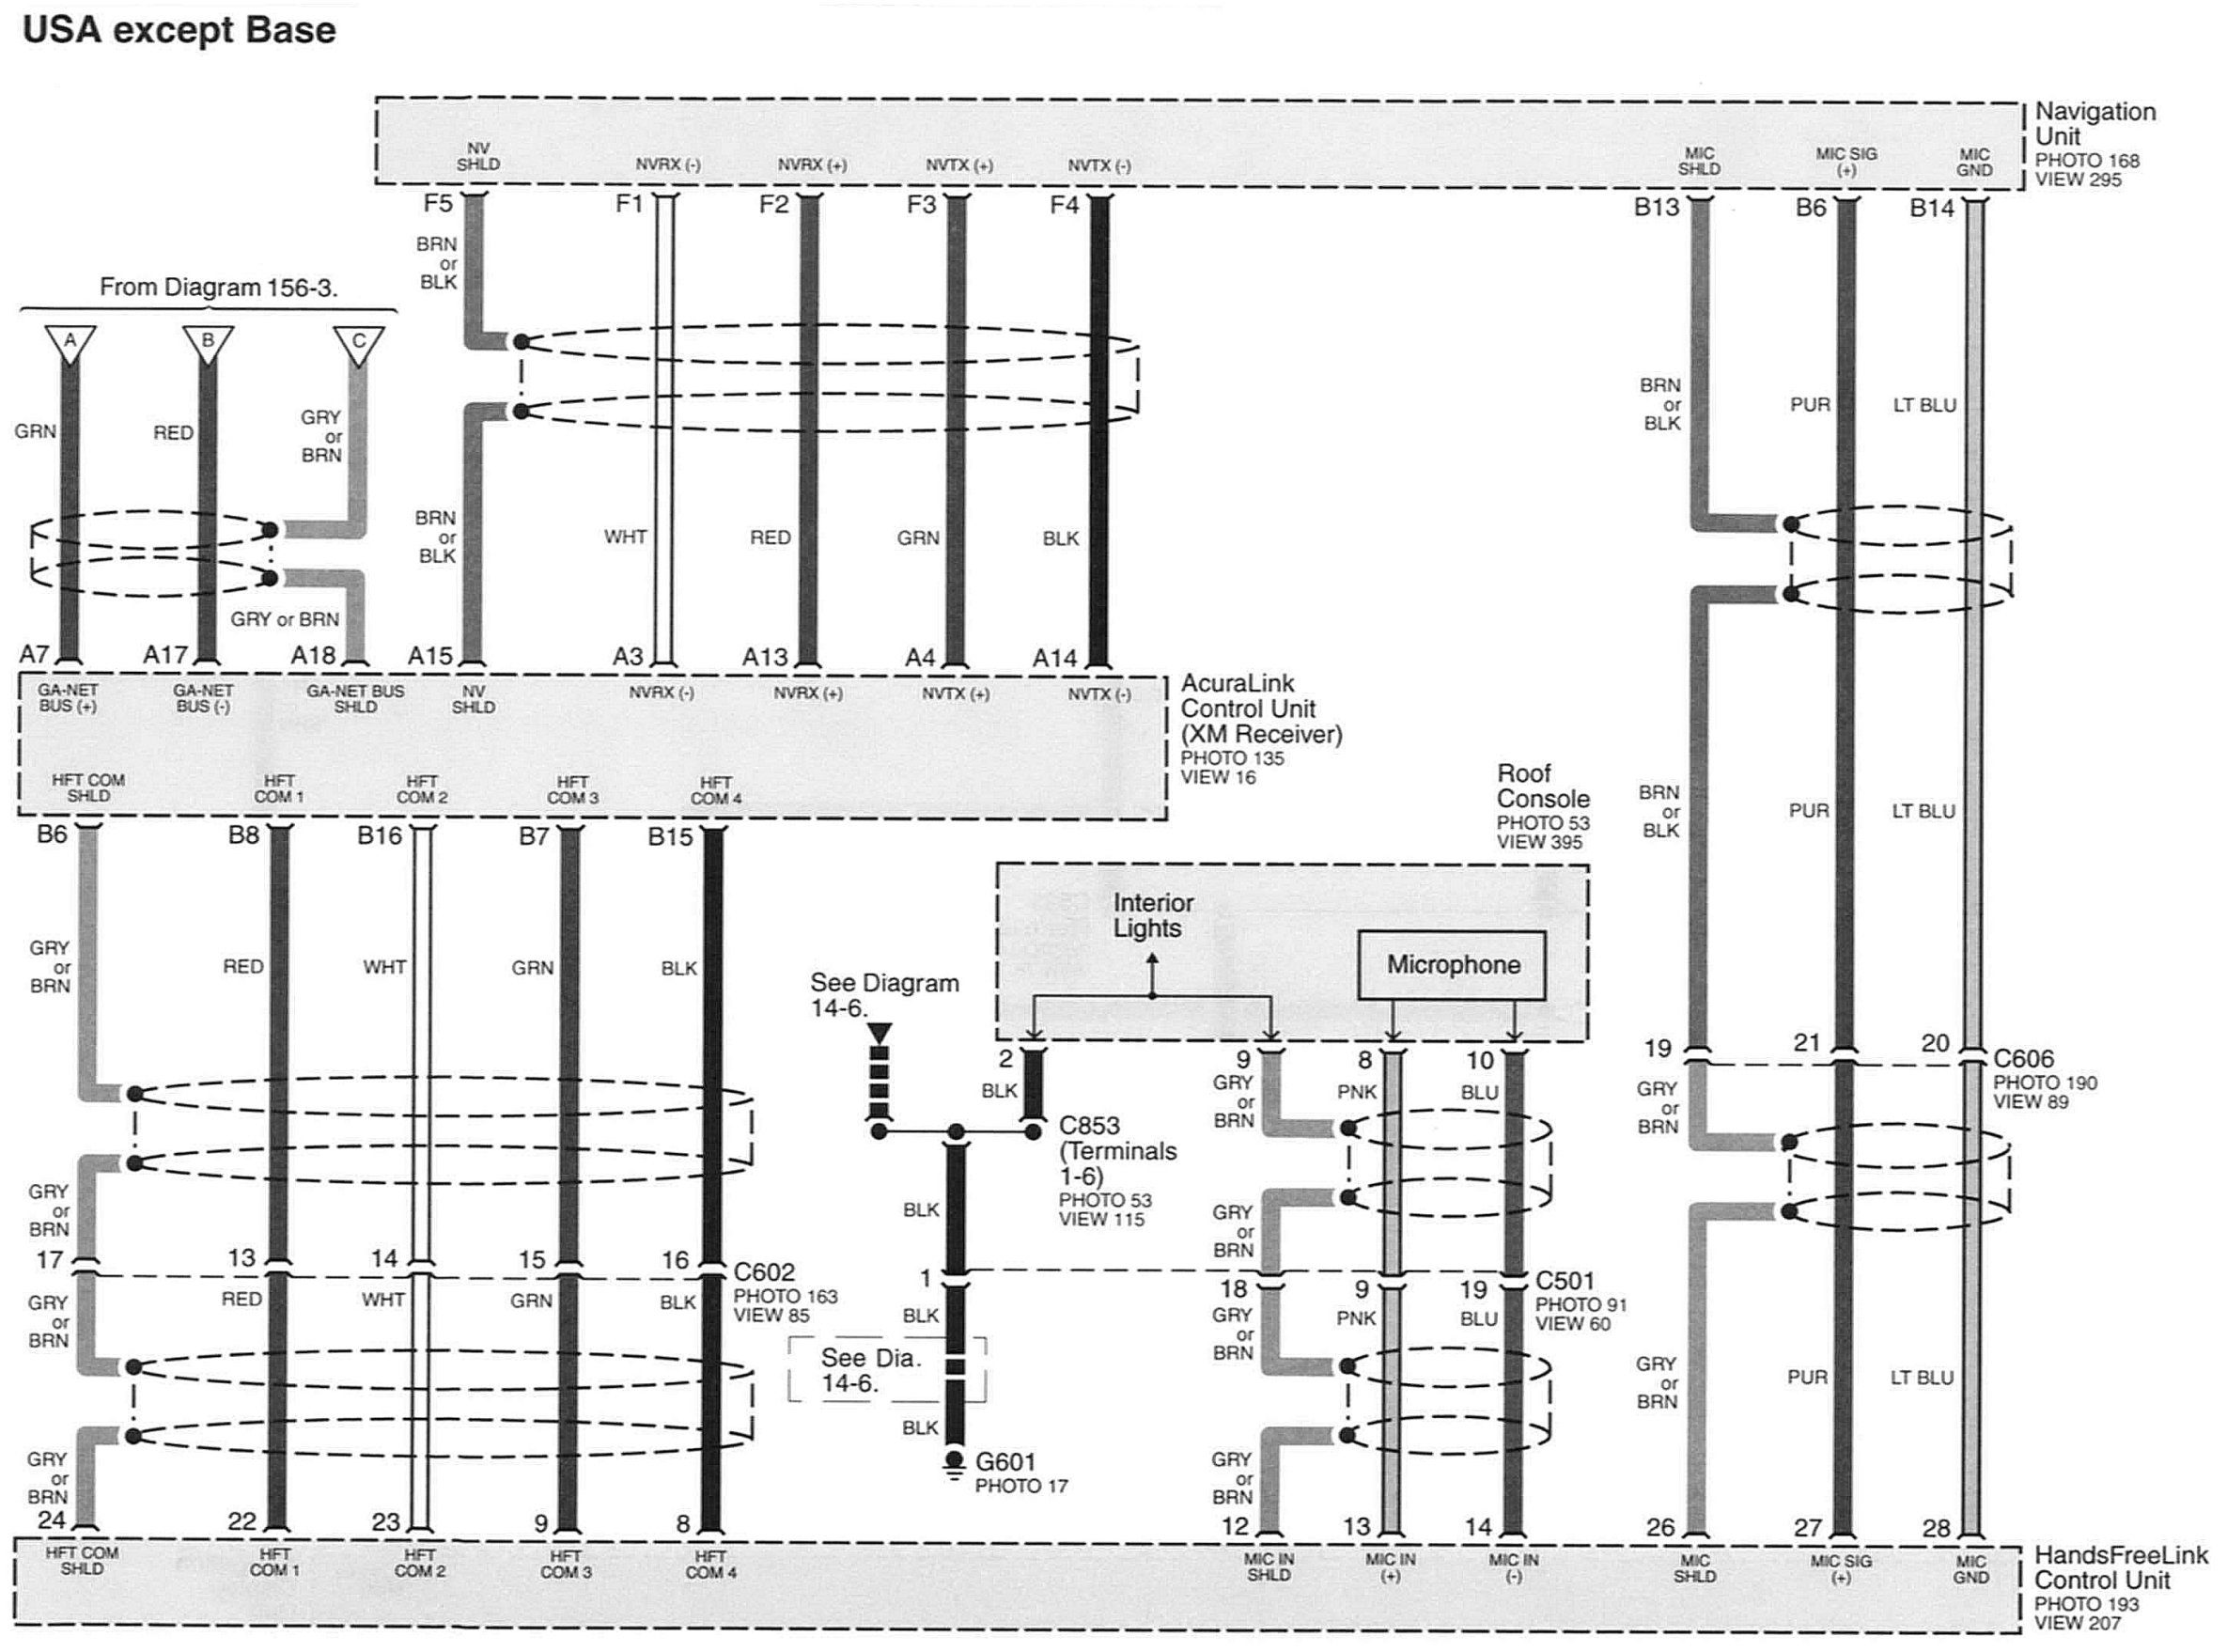 USA except Base
Navigation
Unit
PHOTO 168
VIEW 295
NV
SHLD
NVRX (-)
NVRX (+)
NVTX (+)
NVTX (-)
MIC
SHLD
MIC SIG
(+)
MIC
GND
F5
F1
F2
F3
F4
B13
B6
B14
BRN
or
BLK
From Diagram 156-3.
A
B
C
GRN
RED
GRY
or
BRN
BRN
or
BLK
PUR
LT BLU
BRN
or
BLK
WHT
RED
GRN
BLK
GRY or BRN
A7
A17
A18
A15
A3
A13
A4
A14
GA-NET
BUS (+)
GA-NET
BUS (-)
GA-NET BUS
SHLD
NV
SHLD
NVRX (-)
NVRX (+)
NVTX (+)
NVTX (-)
AcuraLink
Control Unit
(XM Receiver)
PHOTO 135
VIEW 16
HFT COM
SHLD
HFT
COM 1
HFT
COM 2
HFT
COM 3
HFT
COM 4
BRN
or
BLK
PUR
LT BLU
B6
B8
B16
B7
B15
Roof
Console
PHOTO 53
VIEW 395
Interior
Lights
Microphone
GRY
or
BRN
RED
WHT
GRN
BLK
See Diagram
14-6.
2
BLK
9
GRY
or
BRN
8
PNK
10
BLU
19
21
20
C606
PHOTO 190
VIEW 89
GRY
or
BRN
C853
(Terminals
1-6)
PHOTO 53
VIEW 115
GRY
or
BRN
BLK
GRY
or
BRN
17
13
14
15
16
C602
PHOTO 163
VIEW 85
1
18
9
19
C501
PHOTO 91
VIEW 60
GRY
or
BRN
RED
WHT
GRN
BLK
BLK
GRY
or
BRN
PNK
BLU
See Dia.
14-6.
GRY
or
BRN
PUR
LT BLU
BLK
G601
PHOTO 17
GRY
or
BRN
GRY
or
BRN
24
22
23
9
8
12
13
14
26
27
28
HFT COM
SHLD
HFT
COM 1
HFT
COM 2
HFT
COM 3
HFT
COM 4
MIC IN
SHLD
MIC IN
(+)
MIC IN
(-)
MIC
SHLD
MIC SIG
(+)
MIC
GND
HandsFreeLink
Control Unit
PHOTO 193
VIEW 207